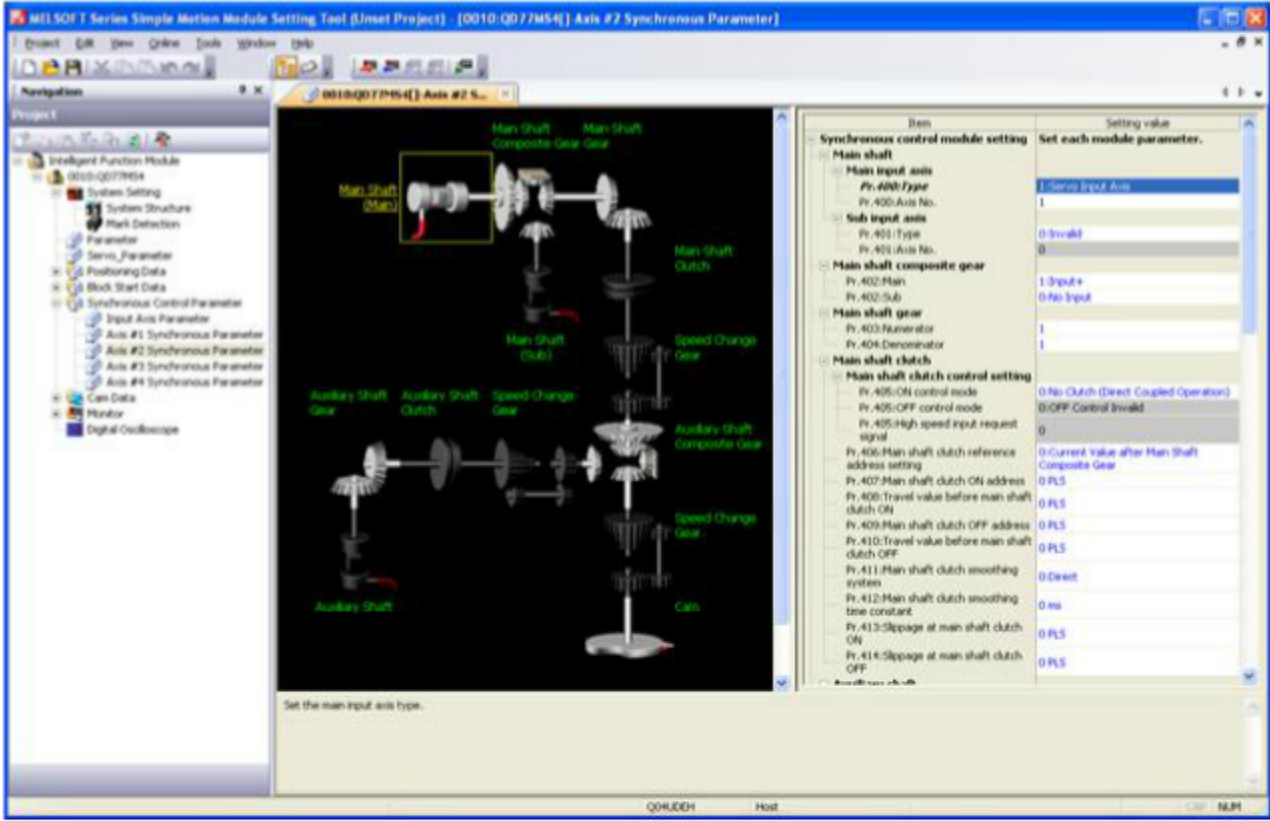 MELSOFT Series Simple Motion Module Setting Tool (Unset Project) - [0010:QD77MS4[]-Axis #2 Synchronous Parameter]
Project Edit View Online Tools Window Help
Navigation
0010:QD77MS4[]-Axis #2 S...
Project
Intelligent Function Module
0010:QD77MS4
System Setting
System Structure
Mark Detection
Parameter
Servo_Parameter
Positioning Data
Block Start Data
Synchronous Control Parameter
Input Axis Parameter
Axis #1 Synchronous Parameter
Axis #2 Synchronous Parameter
Axis #3 Synchronous Parameter
Axis #4 Synchronous Parameter
Cam Data
Monitor
Digital Oscilloscope
Main Shaft
Composite Gear
Main Shaft
Gear
Main Shaft
(Main)
Main Shaft
Clutch
Main Shaft
(Sub)
Speed Change
Gear
Auxiliary Shaft
Gear
Auxiliary Shaft
Clutch
Speed Change
Gear
Auxiliary Shaft
Composite Gear
Speed Change
Gear
Auxiliary Shaft
Cam
Item Setting value
Synchronous control module setting Set each module parameter.
Main shaft
Main input axis
Pr.400:Type 1:Servo Input Axis
Pr.400:Axis No. 1
Sub input axis
Pr.401:Type 0:Invalid
Pr.401:Axis No. 0
Main shaft composite gear
Pr.402:Main 1:Input+
Pr.402:Sub 0:No Input
Main shaft gear
Pr.403:Numerator 1
Pr.404:Denominator 1
Main shaft clutch
Main shaft clutch control setting
Pr.405:ON control mode 0:No Clutch (Direct Coupled Operation)
Pr.405:OFF control mode 0:OFF Control Invalid
Pr.405:High speed input request
signal 0
Pr.406:Main shaft clutch reference
address setting 0:Current Value after Main Shaft
Composite Gear
Pr.407:Main shaft clutch ON address 0 PLS
Pr.408:Travel value before main shaft
clutch ON 0 PLS
Pr.409:Main shaft clutch OFF address 0 PLS
Pr.410:Travel value before main shaft
clutch OFF 0 PLS
Pr.411:Main shaft clutch smoothing
system 0:Direct
Pr.412:Main shaft clutch smoothing
time constant 0 ms
Pr.413:Slippage at main shaft clutch
ON 0 PLS
Pr.414:Slippage at main shaft clutch
OFF 0 PLS
Auxiliary shaft
Set the main input axis type.
Q04UDEH Host CAP NUM